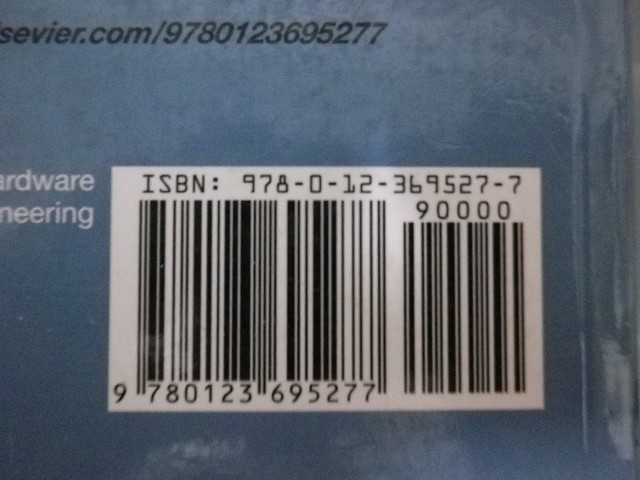 sevier.com/9780123695277
ardware
neering
ISBN: 978-0-12-369527-7
90000
9 780123 695277